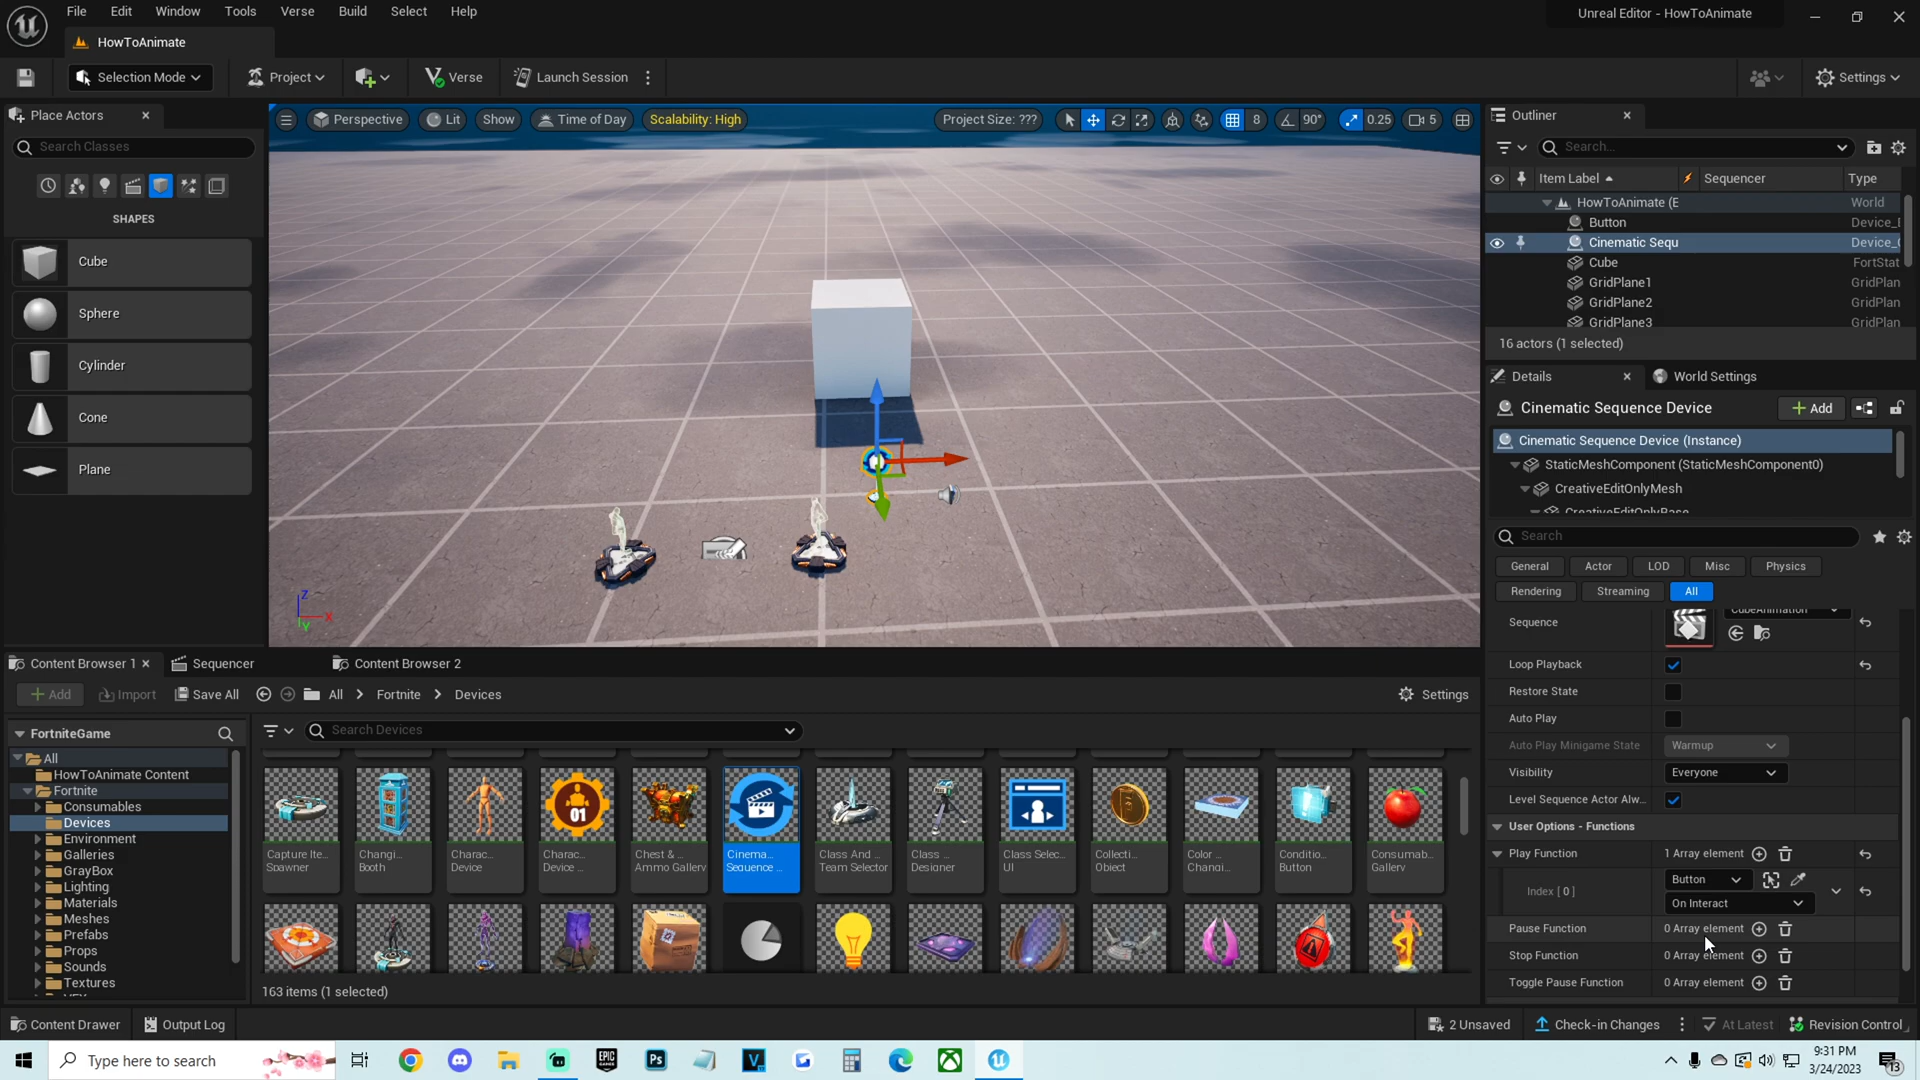 File Edit Window Tools Verse Build Select Help
Unreal Editor - HowToAnimate
HowToAnimate
Selection Mode Project Verse Launch Session Settings
Place Actors
Search Classes
SHAPES
Cube
Sphere
Cylinder
Cone
Plane
Perspective Lit Show Time of Day Scalability: High Project Size: ??? 8 90° 0.25 5
Z
X
Y
Outliner
Search...
Item Label Sequencer Type
HowToAnimate (E World
Button Device_
Cinematic Sequ Device_
Cube FortStat
GridPlane1 GridPlan
GridPlane2 GridPlan
GridPlane3 GridPlan
16 actors (1 selected)
Details World Settings
Cinematic Sequence Device Add
Cinematic Sequence Device (Instance)
StaticMeshComponent (StaticMeshComponent0)
CreativeEditOnlyMesh
CreativeEditOnlyBase
Search
General Actor LOD Misc Physics
Rendering Streaming All
Sequence CubeAnimation
Loop Playback
Restore State
Auto Play
Auto Play Minigame State Warmup
Visibility Everyone
Level Sequence Actor Alw...
User Options - Functions
Play Function 1 Array element
Index [ 0 ] Button
On Interact
Pause Function 0 Array element
Stop Function 0 Array element
Toggle Pause Function 0 Array element
Content Browser 1 Sequencer Content Browser 2
Add Import Save All All Fortnite Devices Settings
FortniteGame
Search Devices
All
HowToAnimate Content
Fortnite
Consumables
Devices
Environment
Galleries
GrayBox
Lighting
Materials
Meshes
Prefabs
Props
Sounds
Textures
Capture Ite... Spawner
Changi... Booth
Charac... Device
Charac... Device ...
Chest & ... Ammo Gallery
Cinema... Sequence ...
Class And ... Team Selector
Class ... Designer
Class Selec... UI
Collecti... Object
Color ... Changi...
Conditio... Button
Consumab... Gallery
01
163 items (1 selected)
Content Drawer Output Log 2 Unsaved Check-in Changes At Latest Revision Control
Type here to search
EPIC GAMES
Ps
V
9:31 PM
3/24/2023
13